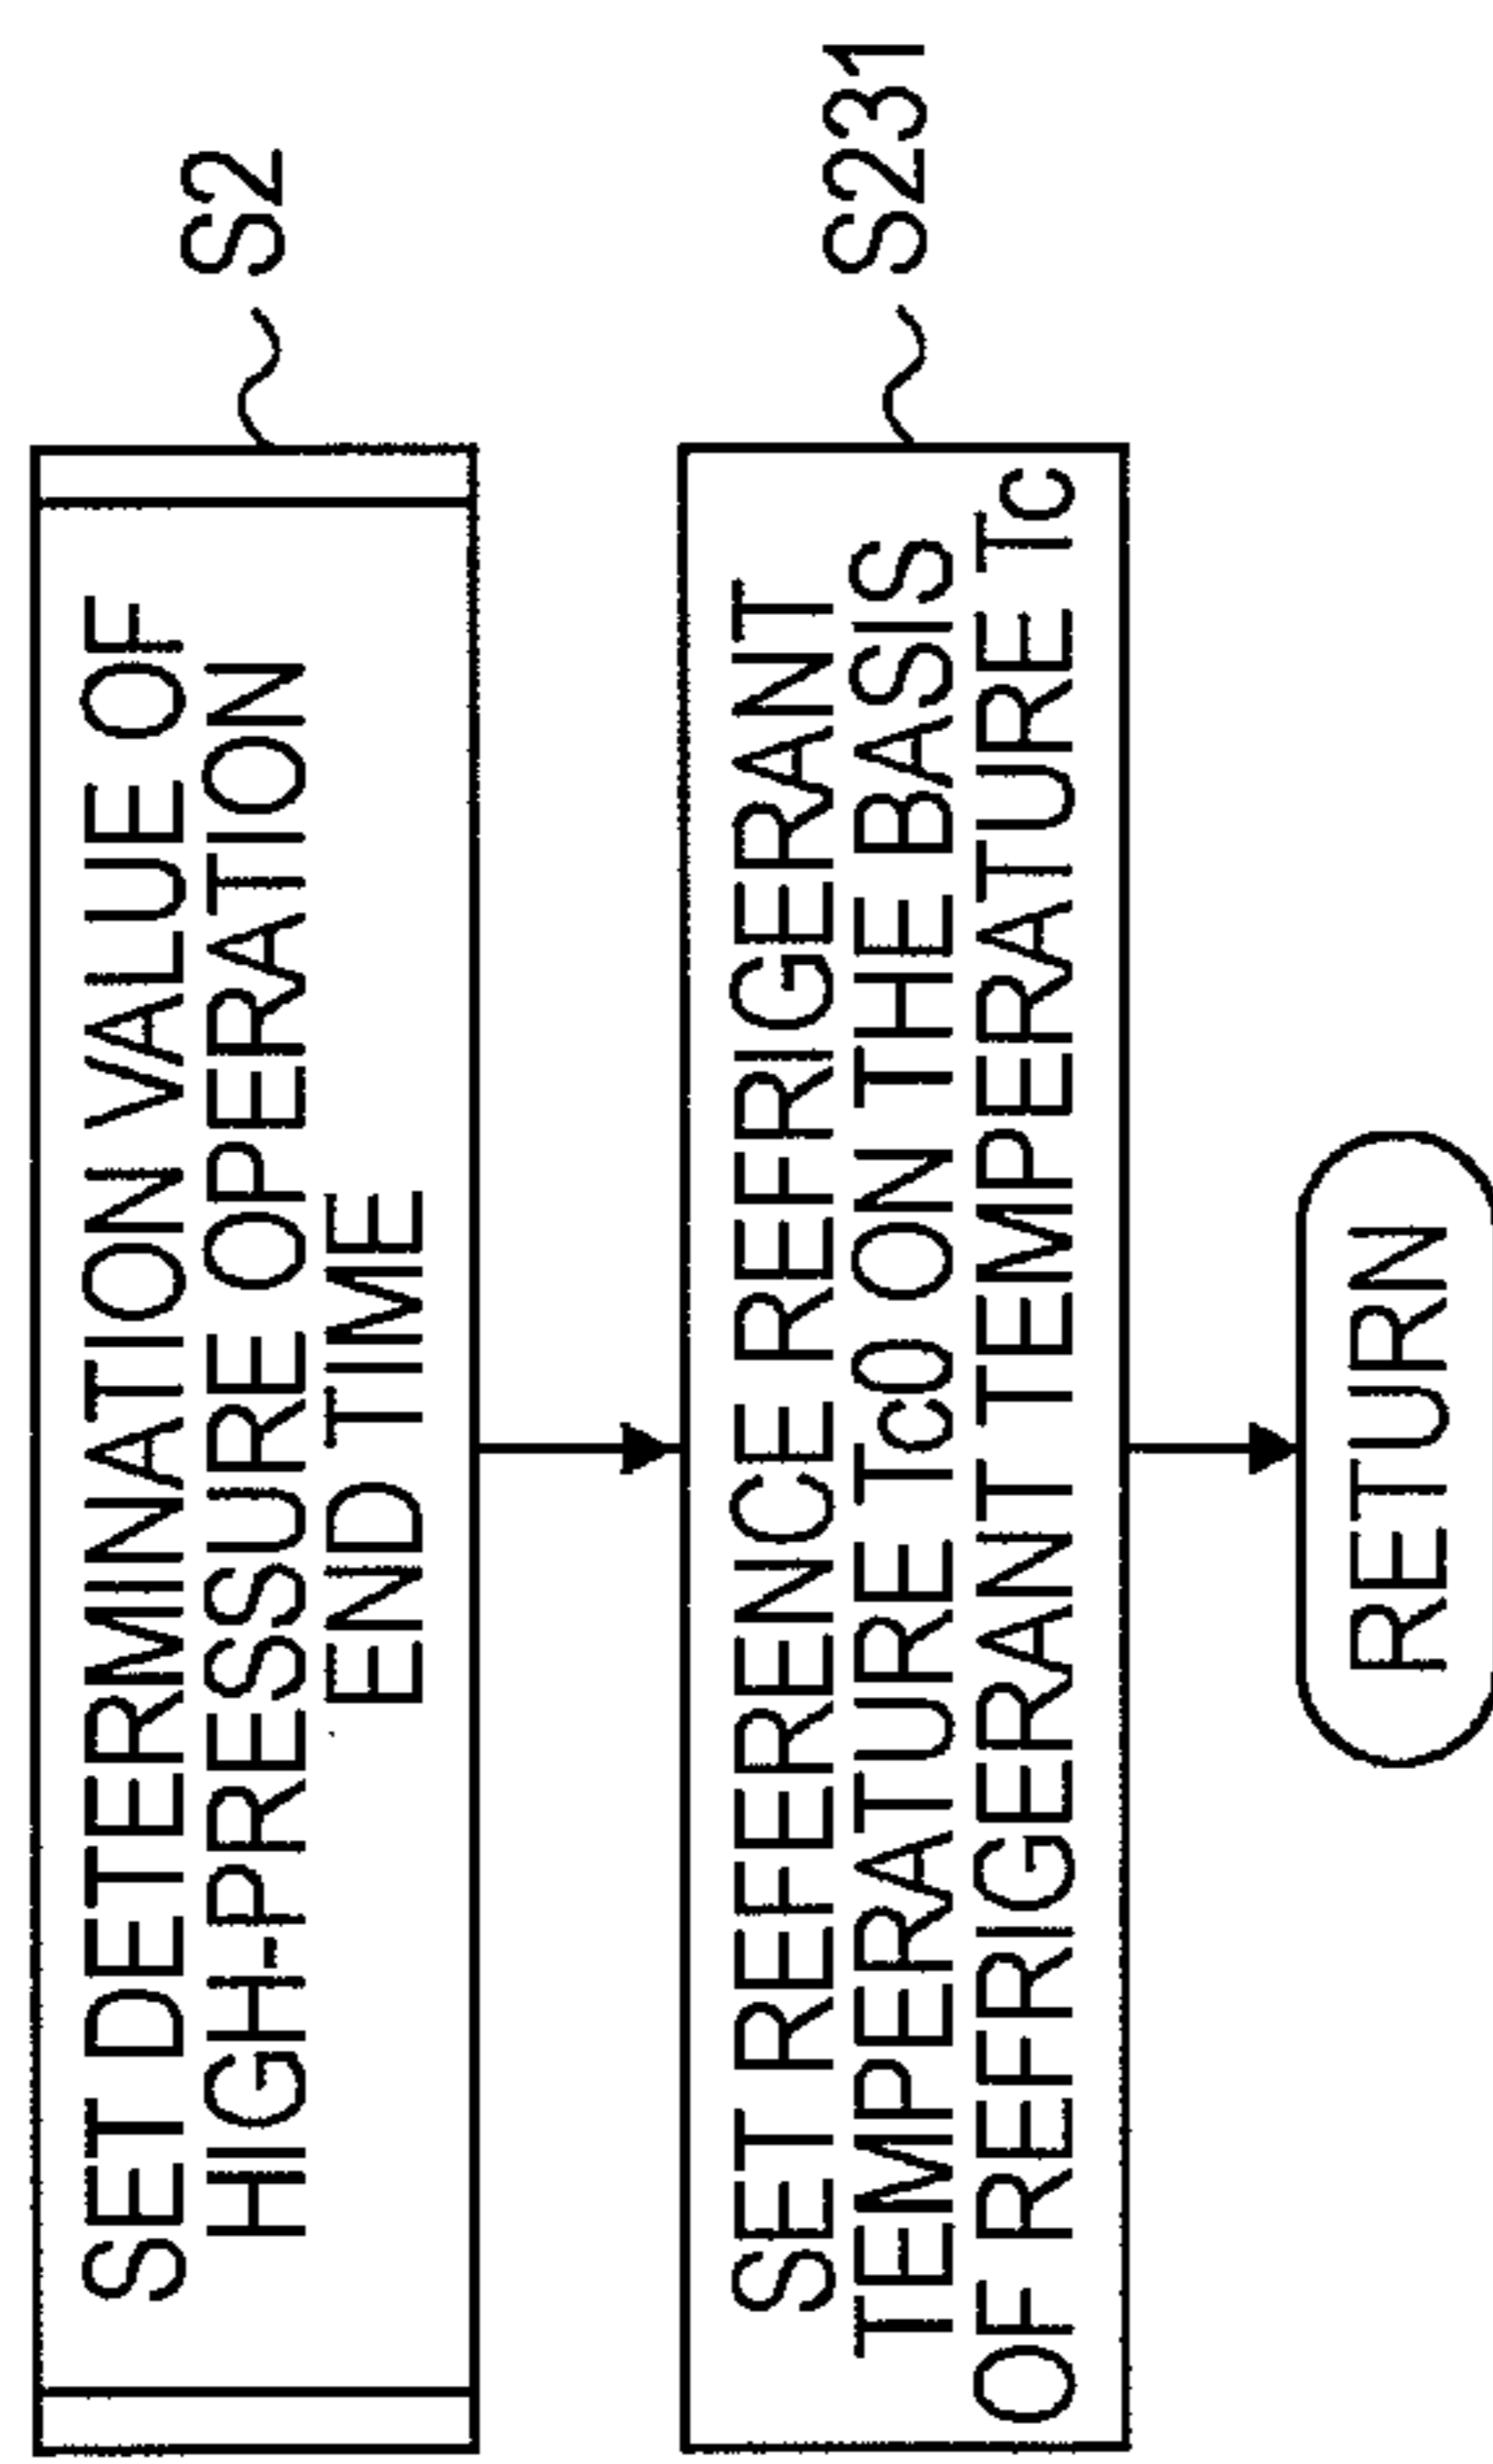 SET DETERMINATION VALUE OF
HIGH-PRESSURE OPERATION
END TIME
S2
SET REFERENCE REFRIGERANT
TEMPERATURE Tc0 ON THE BASIS
OF REFRIGERANT TEMPERATURE Tc
S231
RETURN